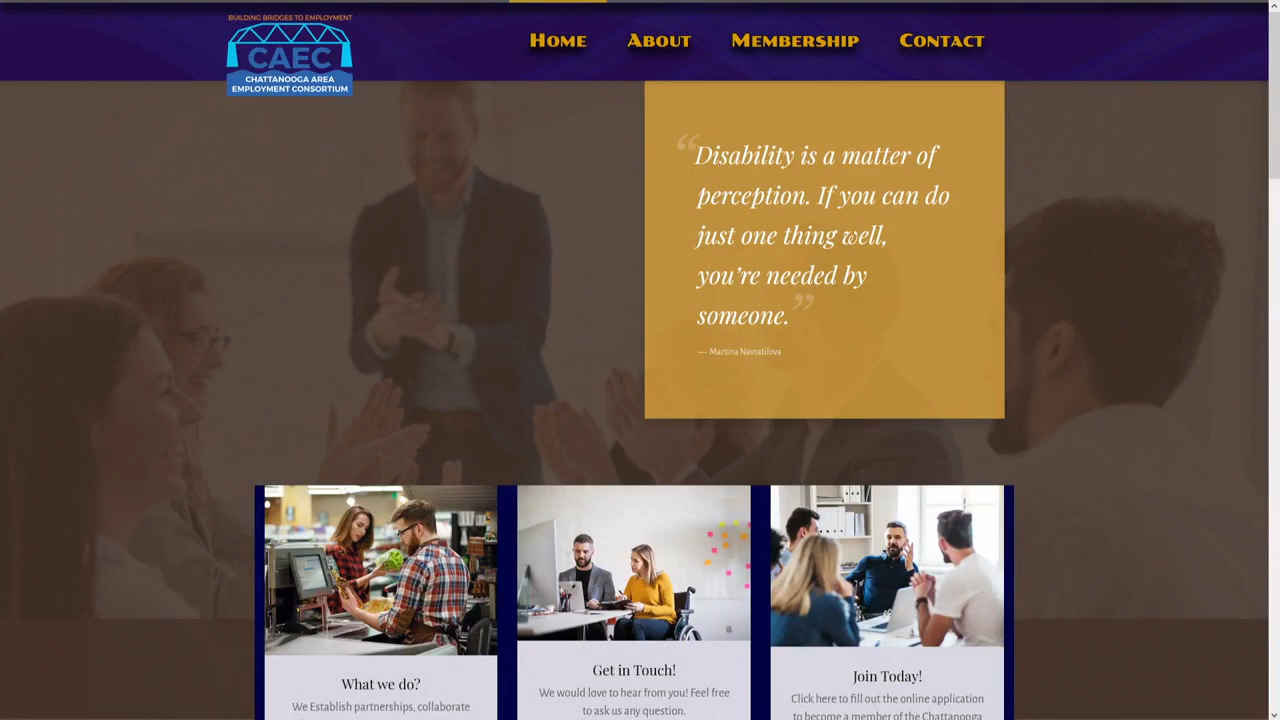 BUILDING BRIDGES TO EMPLOYMENT
CAEC
CHATTANOOGA AREA
EMPLOYMENT CONSORTIUM
Home About Membership Contact
“Disability is a matter of
perception. If you can do
just one thing well,
you’re needed by
someone.”
— Martina Navratilova
What we do?
We Establish partnerships, collaborate
Get in Touch!
We would love to hear from you! Feel free
to ask us any question.
Join Today!
Click here to fill out the online application
to become a member of the Chattanooga